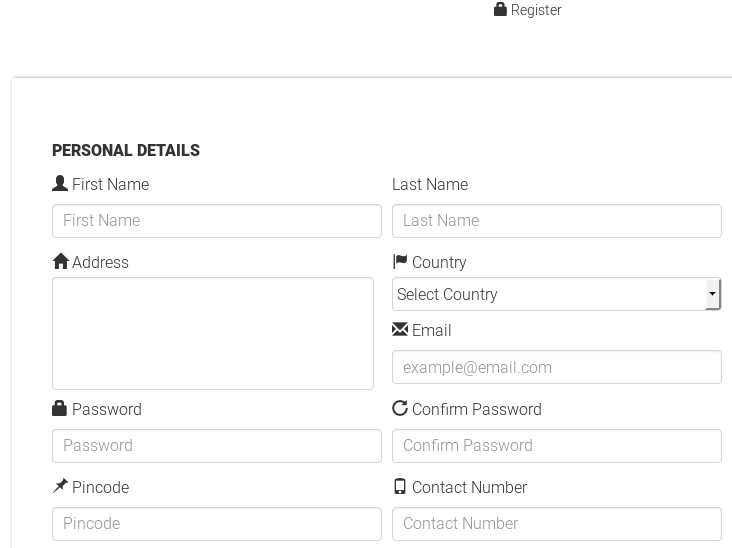 Register
PERSONAL DETAILS
First Name
Last Name
First Name
Last Name
Address
Country
Select Country
Email
example@email.com
Password
Confirm Password
Password
Confirm Password
Pincode
Contact Number
Pincode
Contact Number